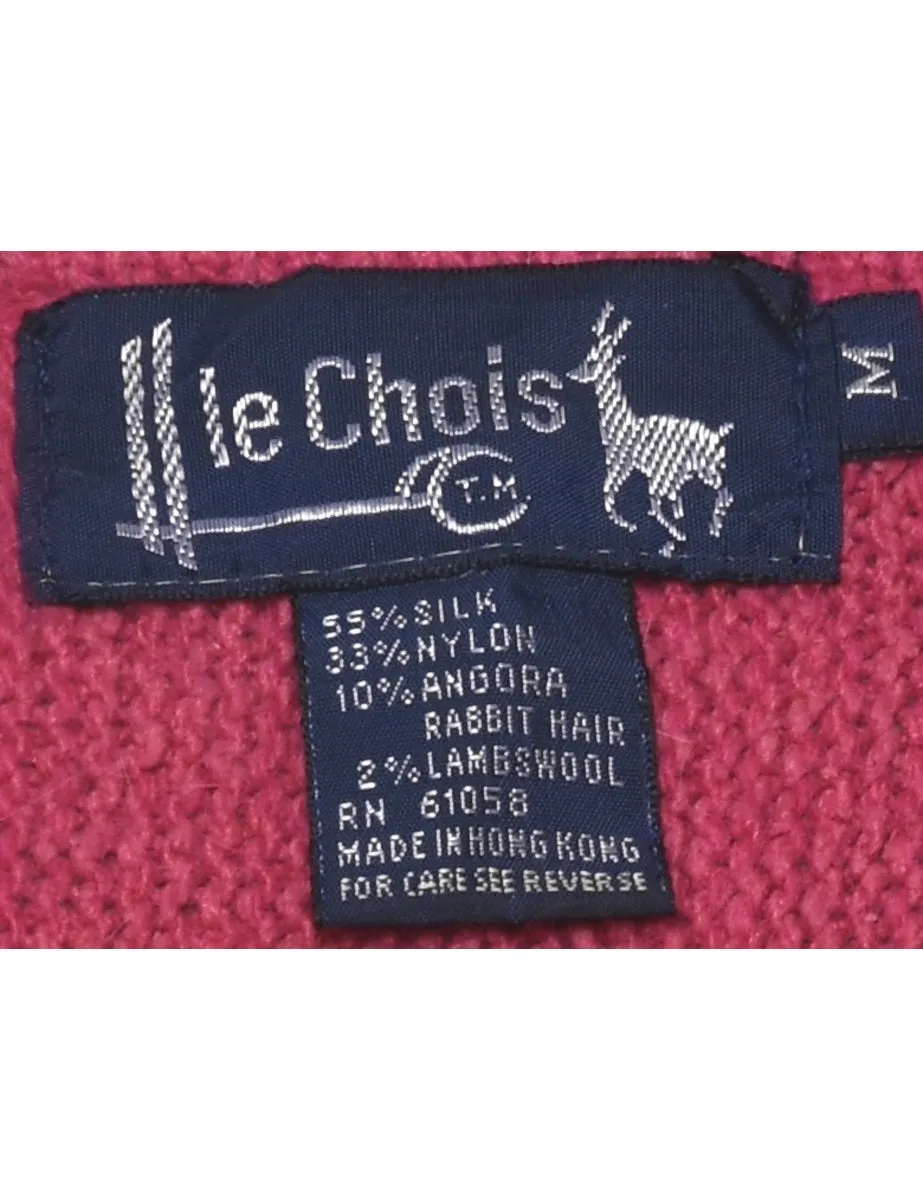 le Chois
T.M.
M
55% SILK
33% NYLON
10% ANGORA
RABBIT HAIR
2% LAMBSWOOL
RN 61058
MADE IN HONG KONG
FOR CARE SEE REVERSE